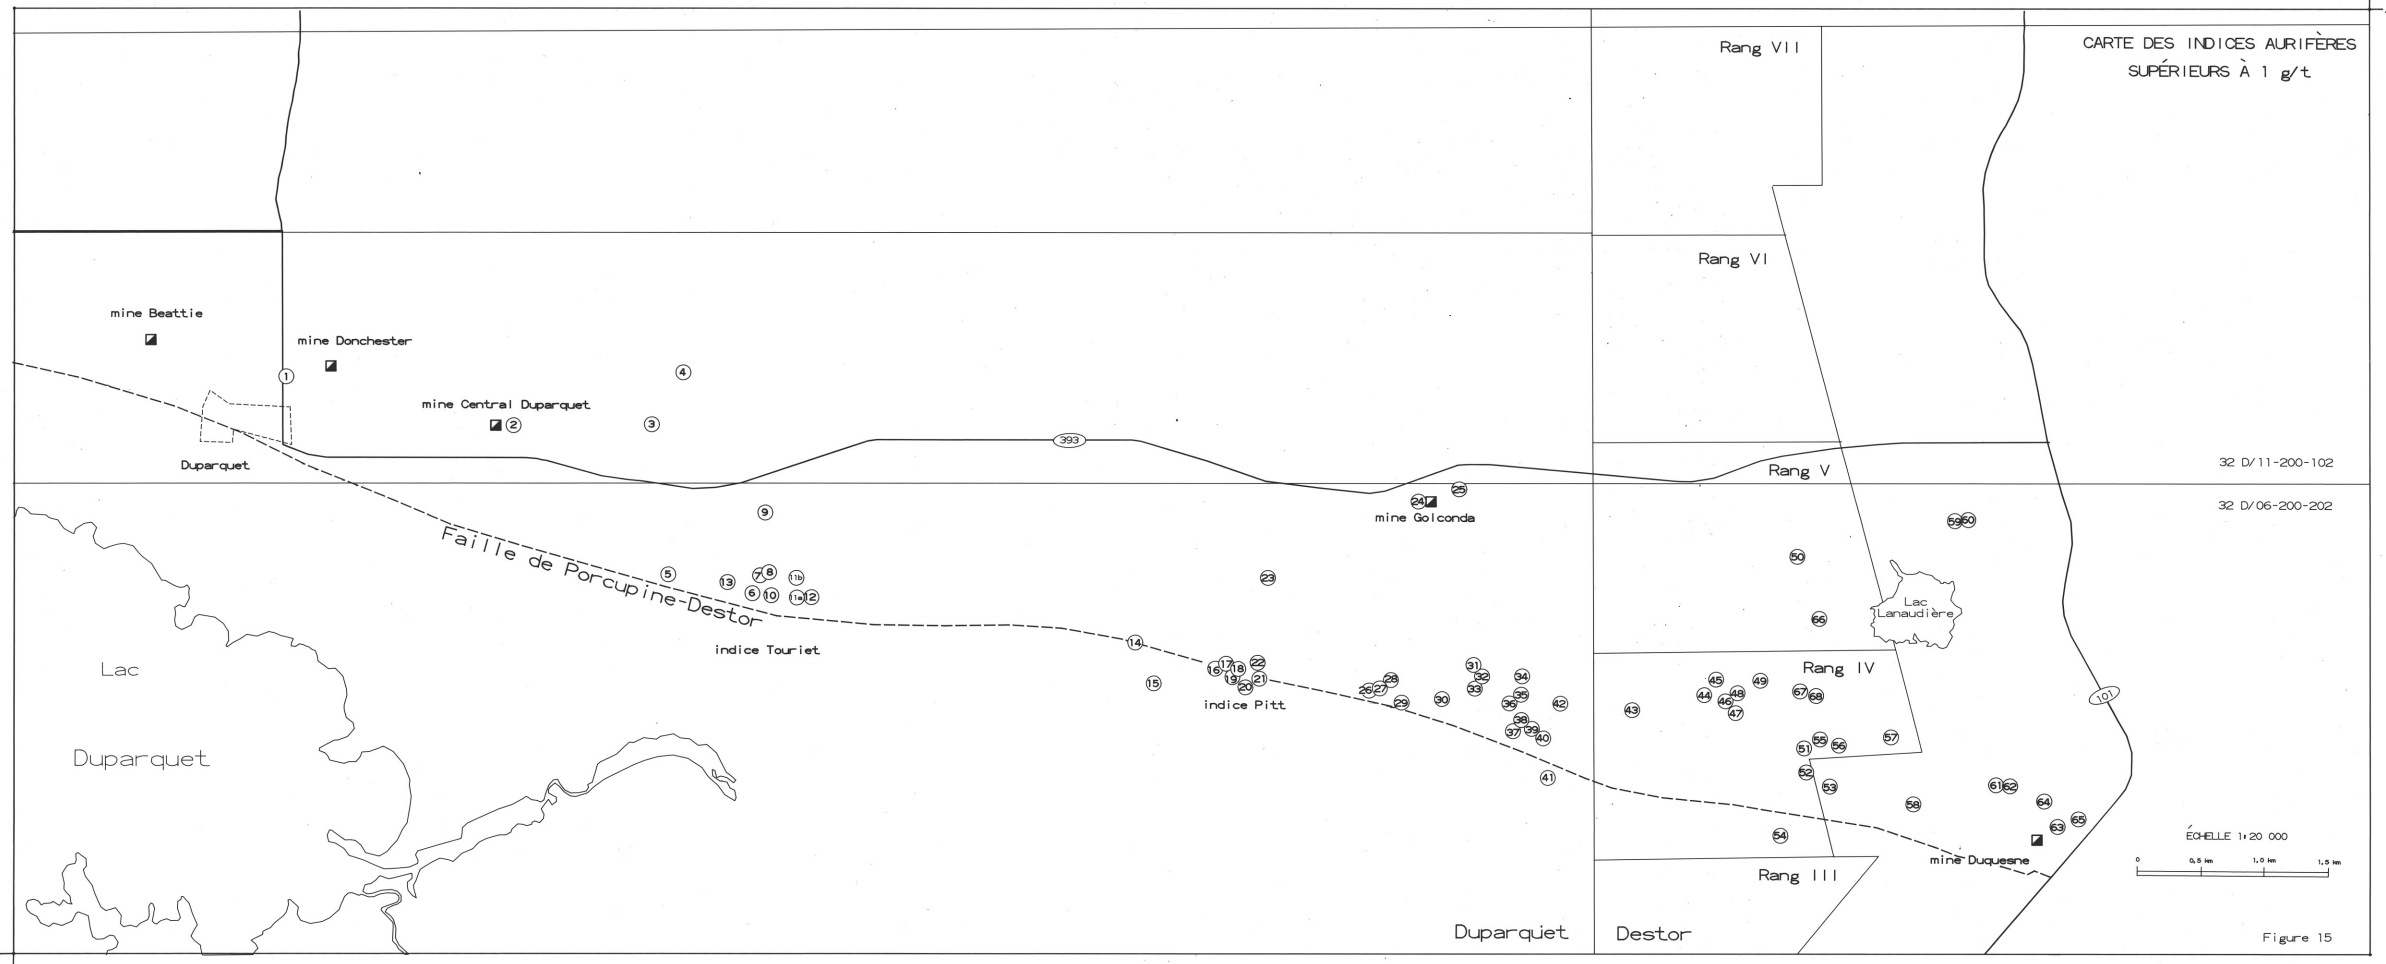 CARTE DES INDICES AURIFÈRES
SUPÉRIEURS À 1 g/t
Rang VII
Rang VI
mine Beattie
mine Donchester
1
4
mine Central Duparquet
2
3
393
Duparquet
Rang V
32 D/11-200-102
24
25
mine Golconda
32 D/06-200-202
9
59
60
Faille de Porcupine-Destor
50
5
13
7
8
11b
6
10
11a
12
23
Lac
Lanaudière
66
indice Touriet
14
15
16
17
18
19
20
21
22
indice Pitt
Lac
Duparquet
26
27
28
29
30
31
32
33
34
35
36
37
38
39
40
41
42
Rang IV
43
44
45
46
47
48
49
67
68
51
52
53
54
55
56
57
58
101
61
62
64
63
65
mine Duquesne
ÉCHELLE 1:20 000
0 0,5 km 1,0 km 1,5 km
Rang III
Duparquet
Destor
Figure 15